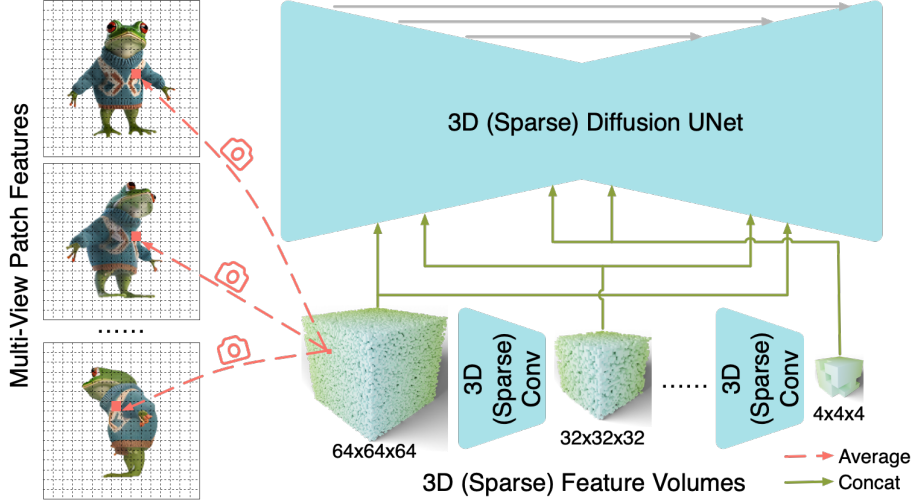 Multi-View Patch Features
......
3D (Sparse) Diffusion UNet
3D
(Sparse)
Conv
......
3D
(Sparse)
Conv
64x64x64
32x32x32
4x4x4
3D (Sparse) Feature Volumes
Average
Concat